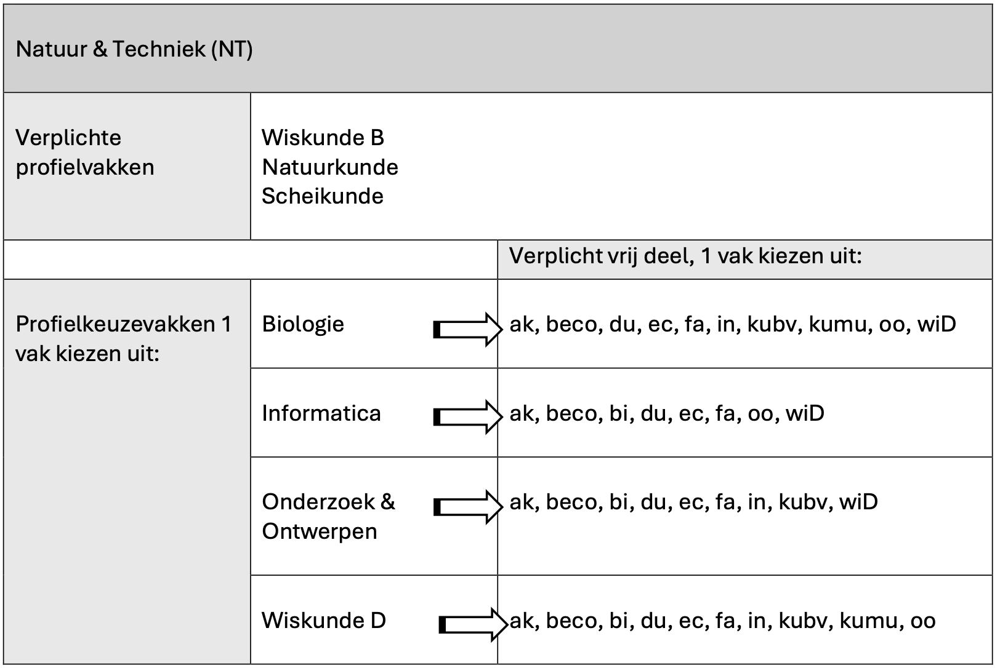 Natuur & Techniek (NT)
Verplichte
profielvakken
Wiskunde B
Natuurkunde
Scheikunde
Verplicht vrij deel, 1 vak kiezen uit:
Profielkeuzevakken 1
vak kiezen uit:
Biologie
ak, beco, du, ec, fa, in, kubv, kumu, oo, wiD
Informatica
ak, beco, bi, du, ec, fa, oo, wiD
Onderzoek &
Ontwerpen
ak, beco, bi, du, ec, fa, in, kubv, wiD
Wiskunde D
ak, beco, bi, du, ec, fa, in, kubv, kumu, oo